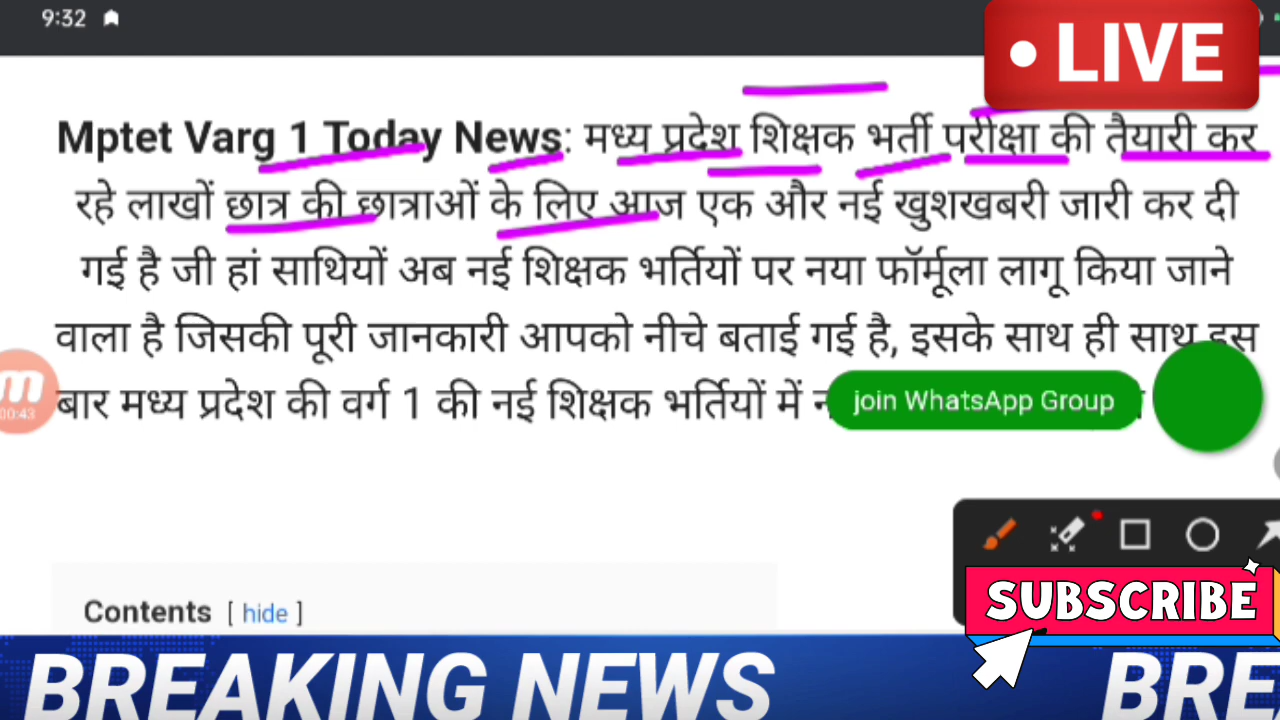 9:32
LIVE
Mptet Varg 1 Today News: मध्य प्रदेश शिक्षक भर्ती परीक्षा की तैयारी कर
रहे लाखों छात्र की छात्राओं के लिए आज एक और नई खुशखबरी जारी कर दी
गई है जी हां साथियों अब नई शिक्षक भर्तियों पर नया फॉर्मूला लागू किया जाने
वाला है जिसकी पूरी जानकारी आपको नीचे बताई गई है, इसके साथ ही साथ इस
बार मध्य प्रदेश की वर्ग 1 की नई शिक्षक भर्तियों में
join WhatsApp Group
00:43
Contents [ hide ]
SUBSCRIBE
BREAKING NEWS BRE